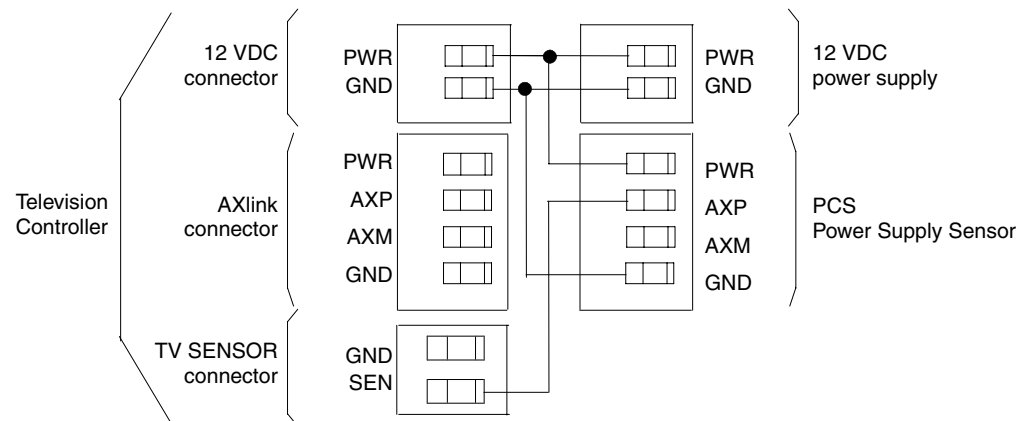 Television
Controller
12 VDC
connector
PWR
GND
AXlink
connector
PWR
AXP
AXM
GND
TV SENSOR
connector
GND
SEN
PWR
GND
12 VDC
power supply
PWR
AXP
AXM
GND
PCS
Power Supply Sensor